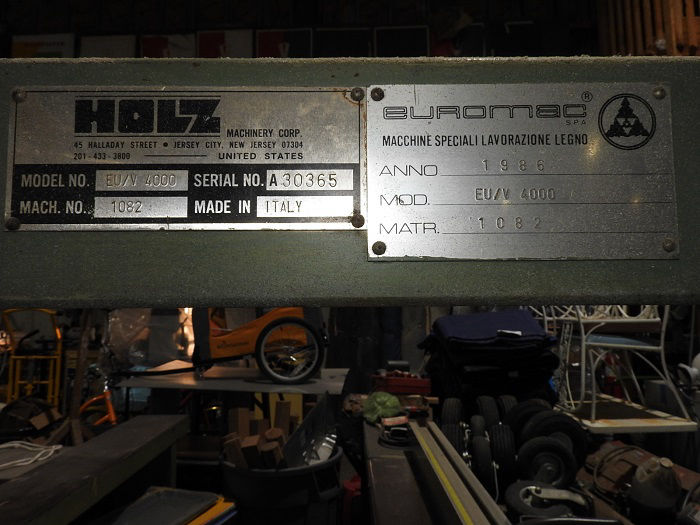 HOLZ MACHINERY CORP.
45 HALLADAY STREET • JERSEY CITY, NEW JERSEY 07304
201-433-3800 UNITED STATES
MODEL NO. EU/V 4000 SERIAL NO. A30365
MACH. NO. 1082 MADE IN ITALY
euromac ®
SPA
MACCHINE SPECIALI LAVORAZIONE LEGNO
ANNO 1986
MOD. EU/V 4000
MATR. 1082